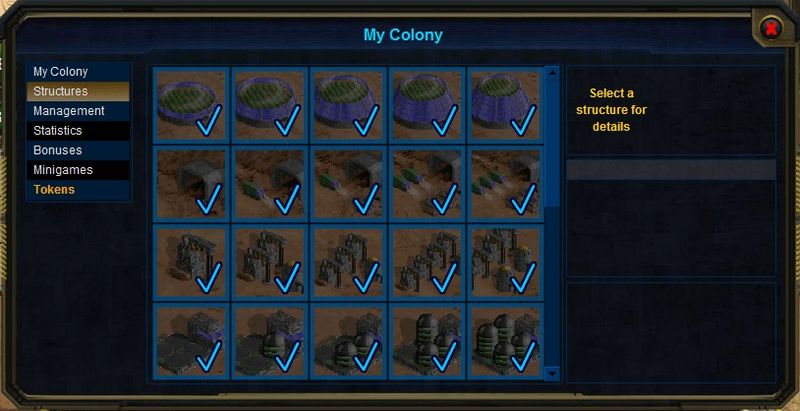 My Colony
My Colony
Structures
Management
Statistics
Bonuses
Minigames
Tokens
Select a
structure for
details